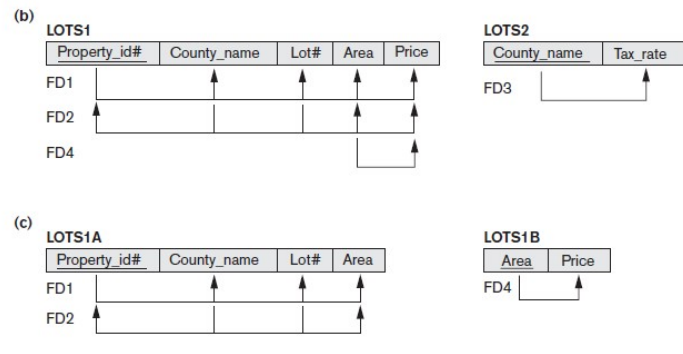 (b)
LOTS1
Property_id# County_name Lot# Area Price
FD1
FD2
FD4
LOTS2
County_name Tax_rate
FD3
(c)
LOTS1A
Property_id# County_name Lot# Area
FD1
FD2
LOTS1B
Area Price
FD4